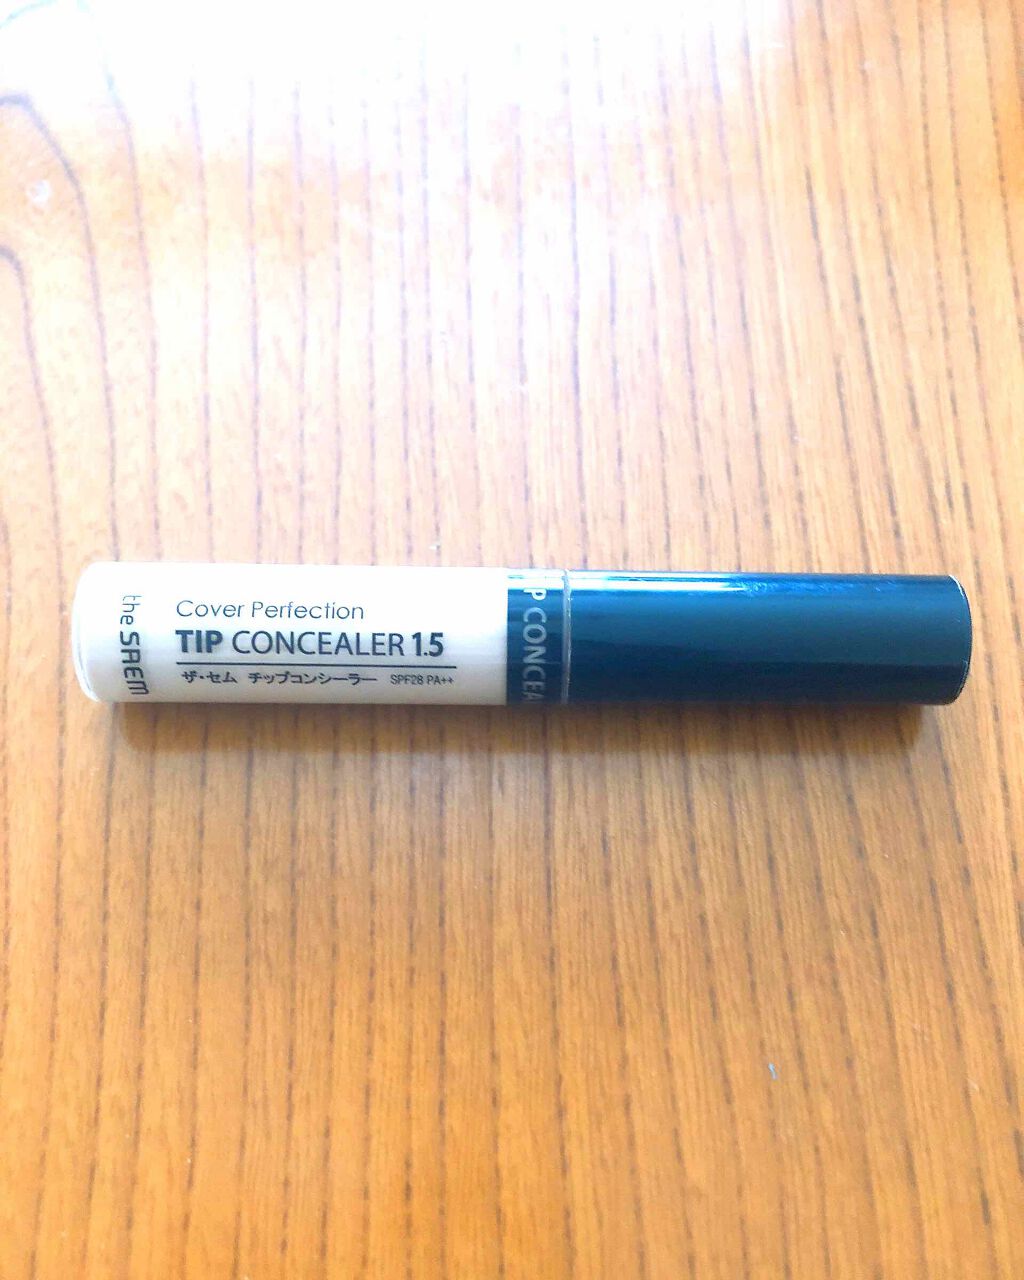 the SAEM
Cover Perfection
TIP CONCEALER 1.5
ザ・セム チップコンシーラー SPF28 PA++
P CONCEA